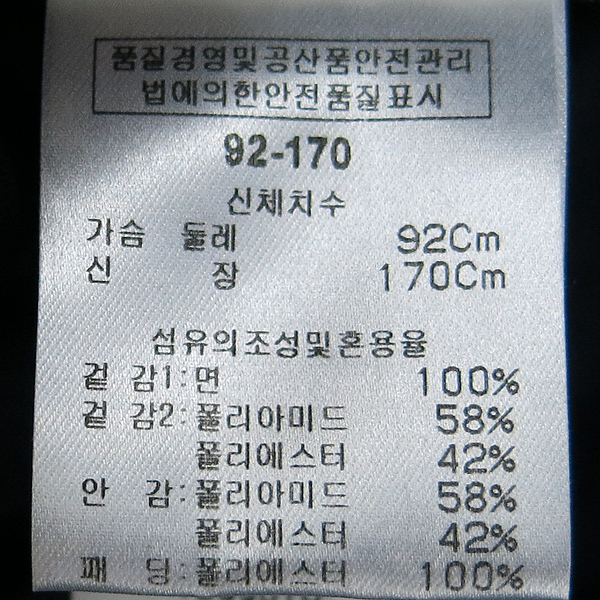 품질경영및공산품안전관리
법에의한안전품질표시
92-170
신체치수
가슴 둘레 92Cm
신 장 170Cm
섬유의조성및혼용율
겉 감1:면 100%
겉 감2:폴리아미드 58%
폴리에스터 42%
안 감:폴리아미드 58%
폴리에스터 42%
패 딩:폴리에스터 100%